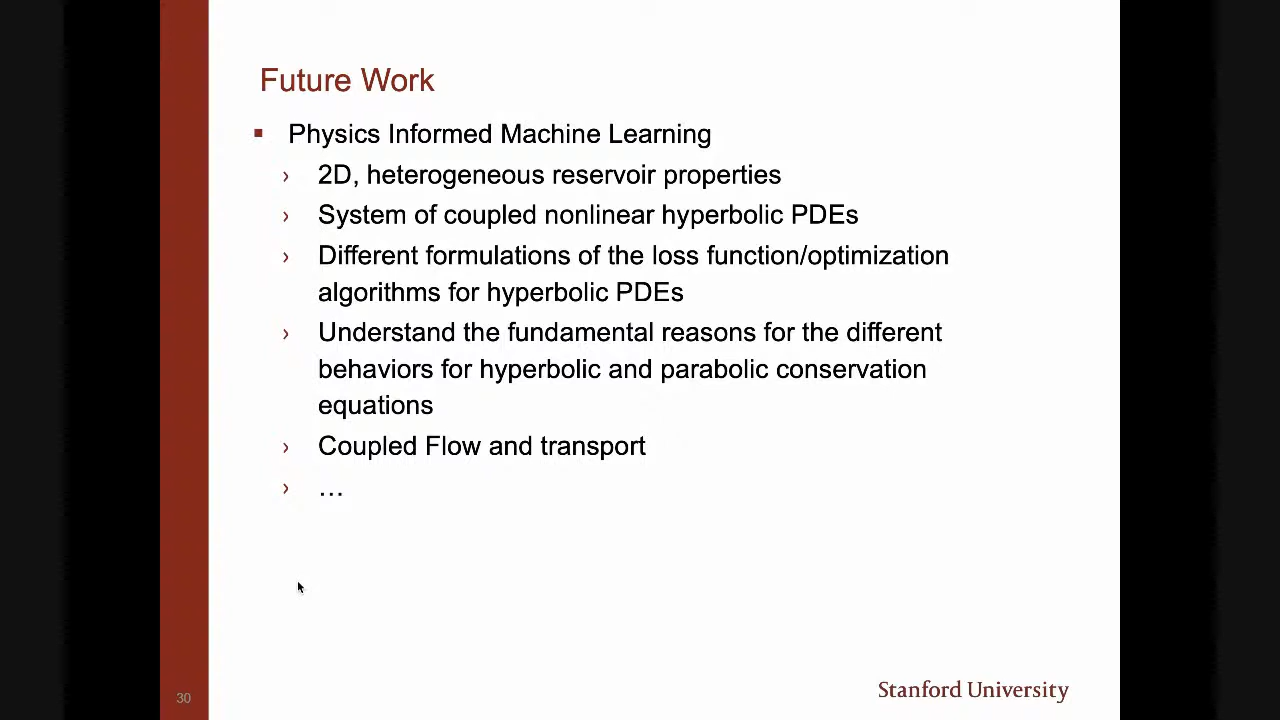 Future Work
▪ Physics Informed Machine Learning
› 2D, heterogeneous reservoir properties
› System of coupled nonlinear hyperbolic PDEs
› Different formulations of the loss function/optimization
algorithms for hyperbolic PDEs
› Understand the fundamental reasons for the different
behaviors for hyperbolic and parabolic conservation
equations
› Coupled Flow and transport
› …
30
Stanford University